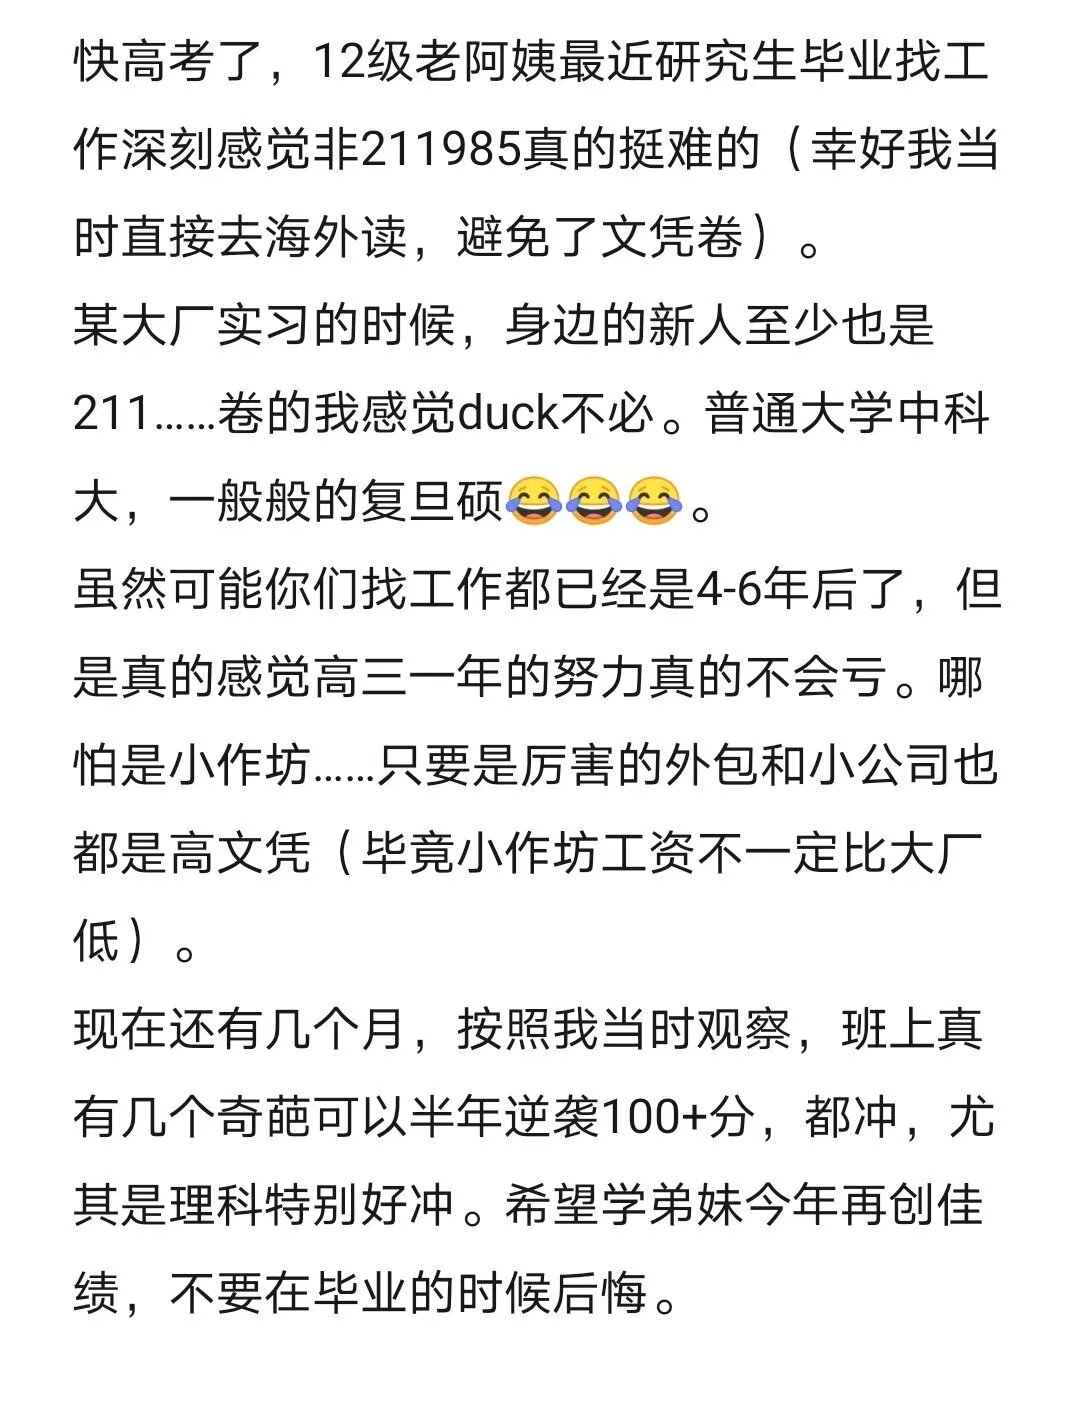 快高考了，12级老阿姨最近研究生毕业找工
作深刻感觉非211985真的挺难的（幸好我当
时直接去海外读，避免了文凭卷）。
某大厂实习的时候，身边的新人至少也是
211……卷的我感觉duck不必。普通大学中科
大，一般般的复旦硕😂😂😂。
虽然可能你们找工作都已经是4-6年后了，但
是真的感觉高三一年的努力真的不会亏。哪
怕是小作坊……只要是厉害的外包和小公司也
都是高文凭（毕竟小作坊工资不一定比大厂
低）。
现在还有几个月，按照我当时观察，班上真
有几个奇葩可以半年逆袭100+分，都冲，尤
其是理科特别好冲。希望学弟妹今年再创佳
绩，不要在毕业的时候后悔。